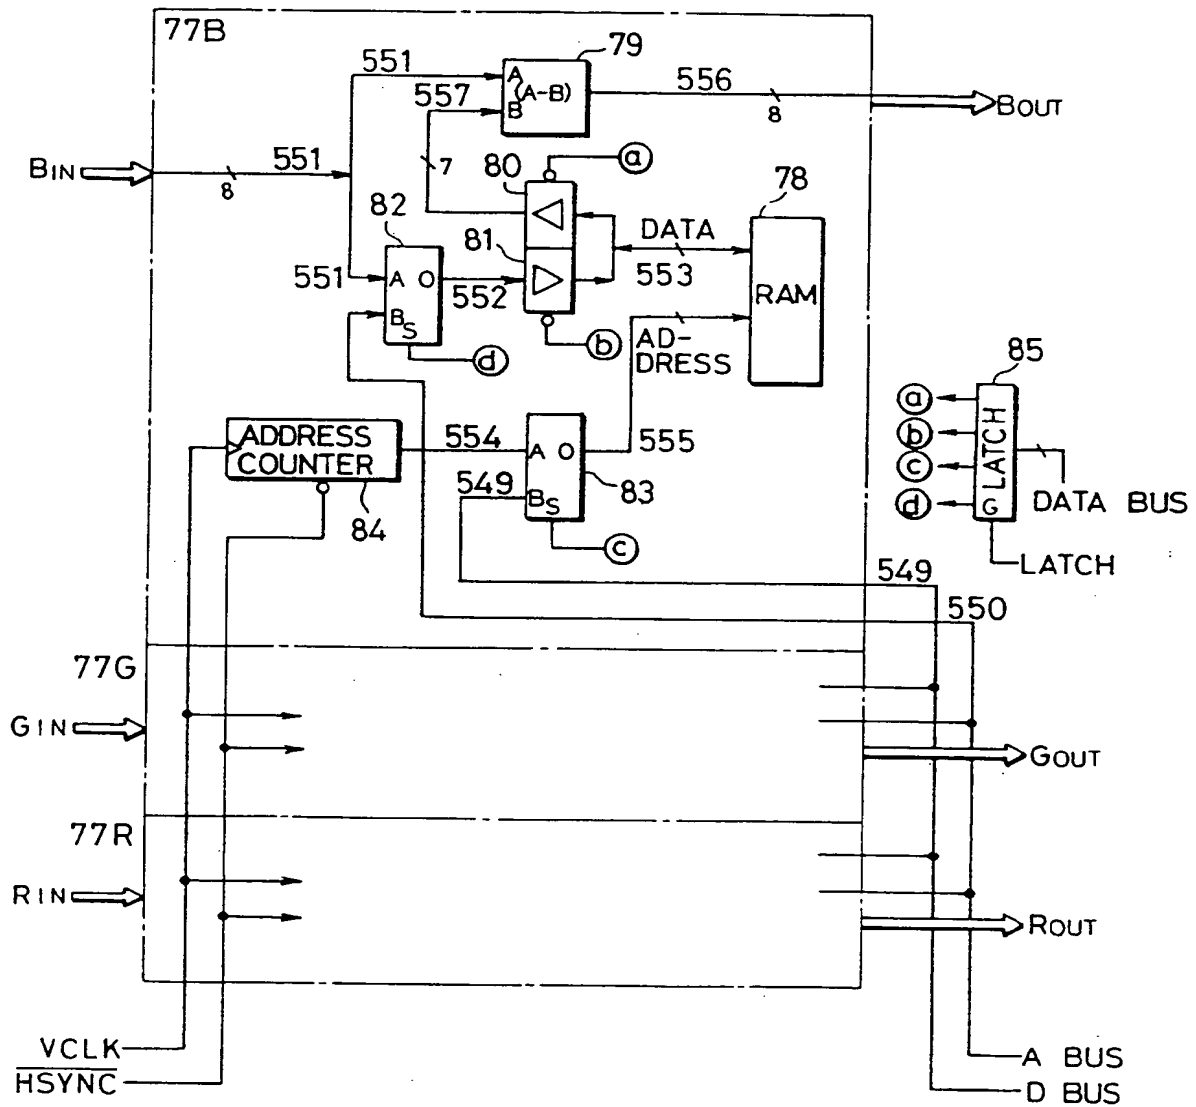 77B
79
551
A
(A-B)
B
556
8
BOUT
557
BIN
551
8
7
80
ⓐ
78
82
81
DATA
553
RAM
551
A O
BS
552
ⓑ
AD-
DRESS
ⓓ
85
ⓐ
ⓑ
ⓒ
ⓓ
LATCH
G
DATA BUS
LATCH
ADDRESS
COUNTER
84
554
549
A O
BS
555
83
ⓒ
549
550
77G
GIN
GOUT
77R
RIN
ROUT
VCLK
HSYNC
A BUS
D BUS